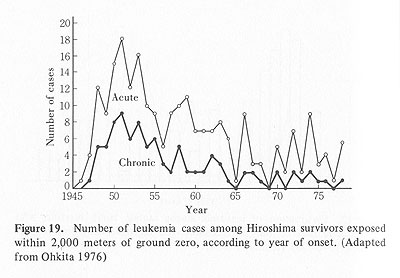 20
18
16
14
12
10
8
6
4
2
0
Number of cases
Acute
Chronic
1945
50
55
60
65
70
75
Year
Figure 19. Number of leukemia cases among Hiroshima survivors exposed
within 2,000 meters of ground zero, according to year of onset. (Adapted
from Ohkita 1976)